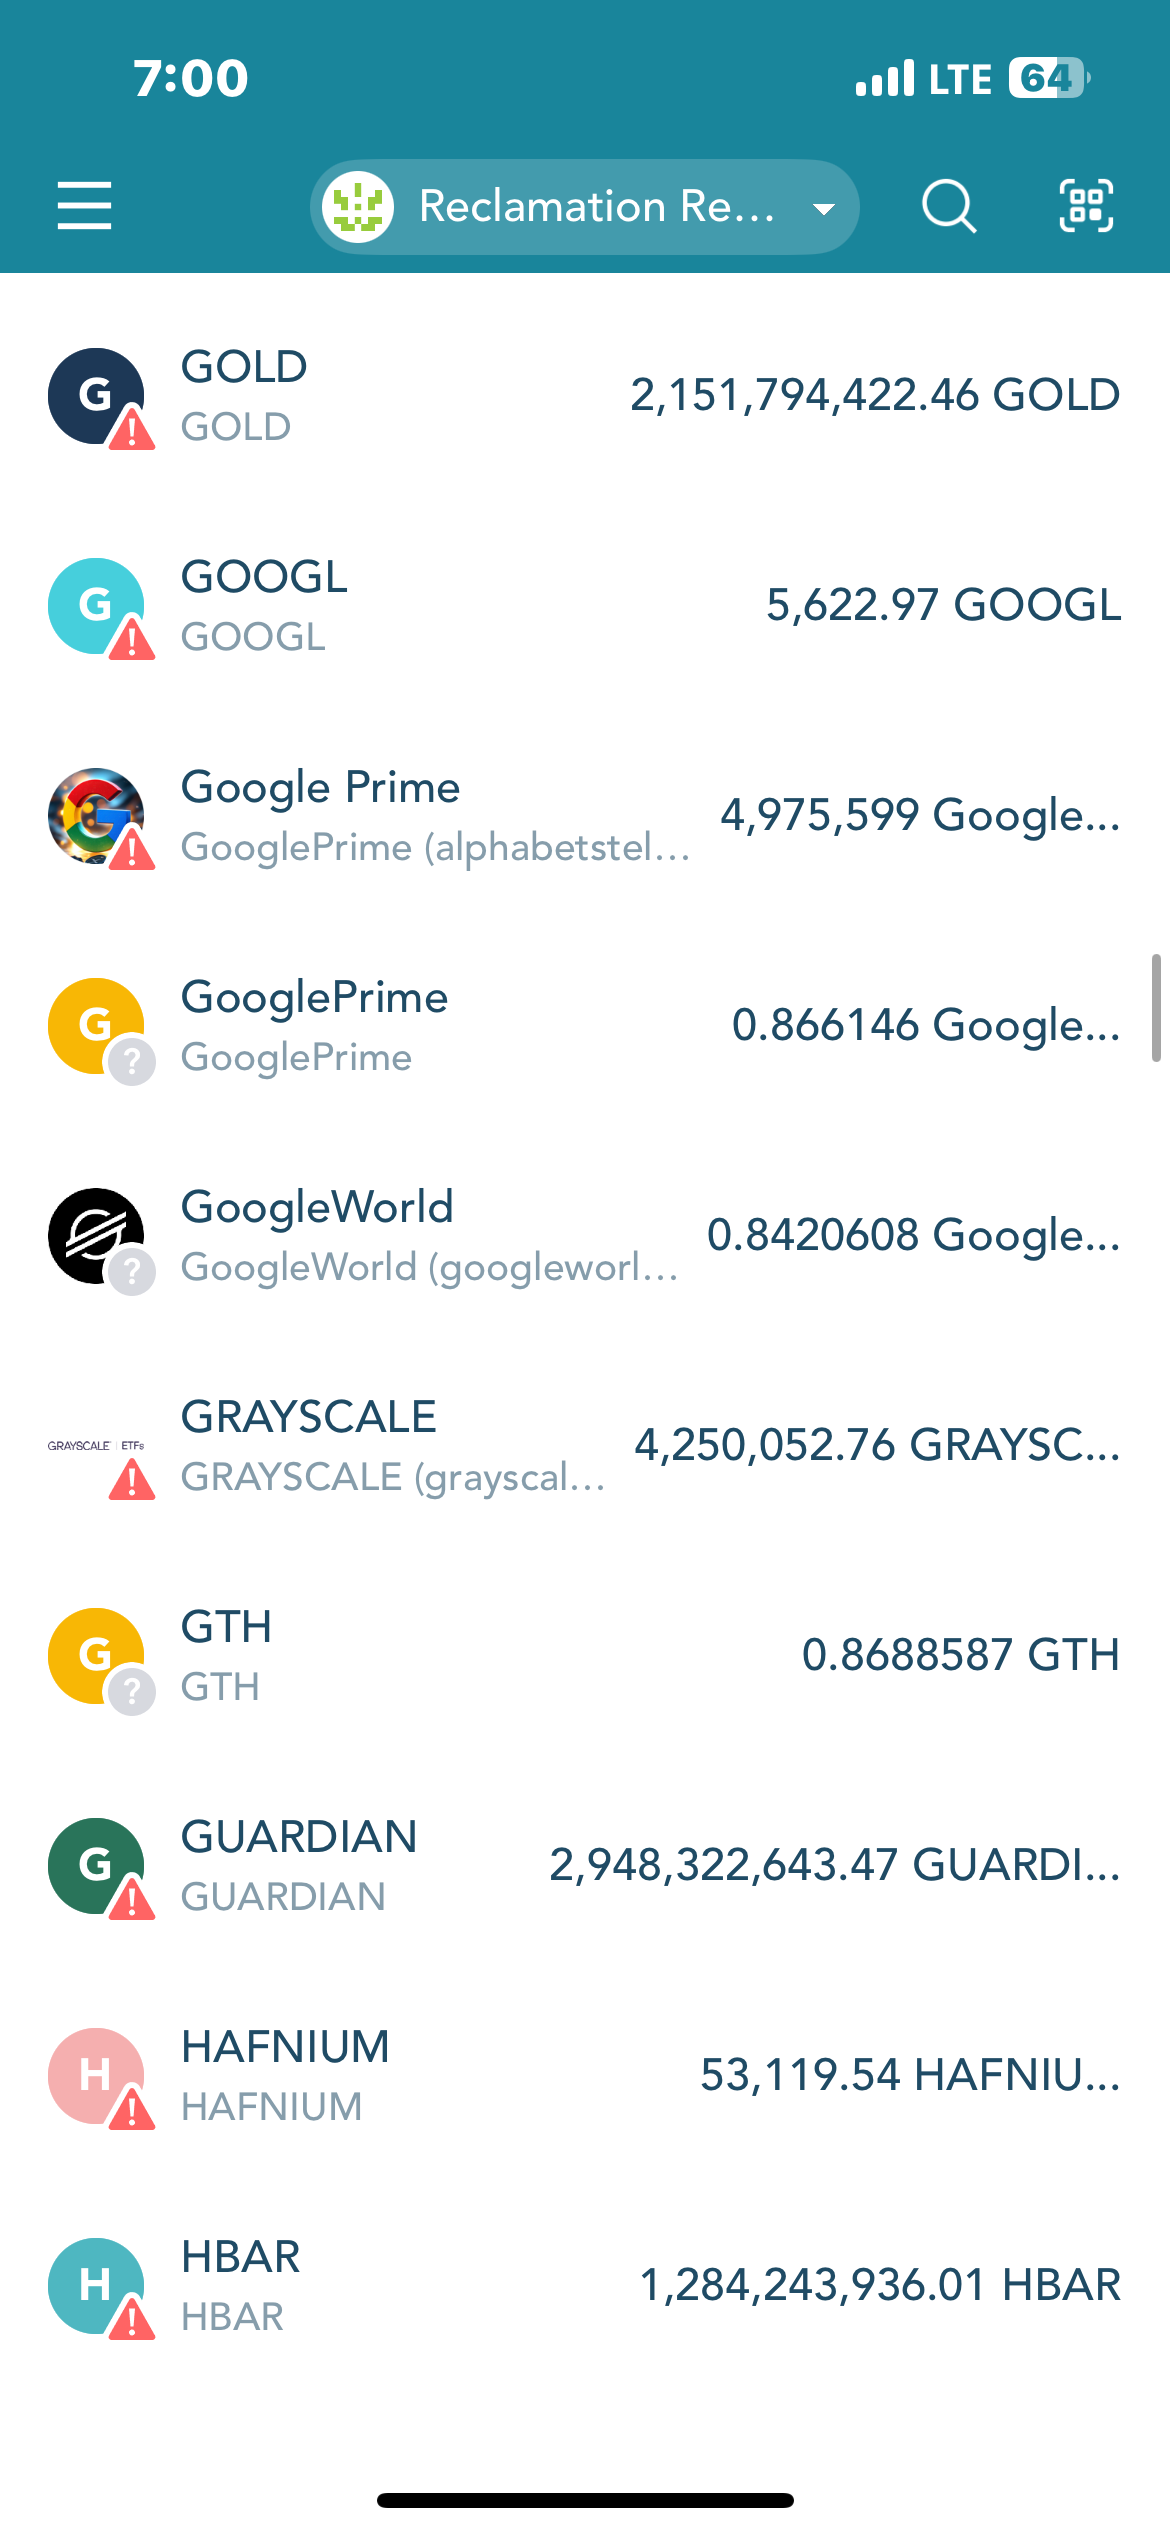 7:00
LTE 64
Reclamation Re...
G
GOLD
2,151,794,422.46 GOLD
GOLD
G
GOOGL
5,622.97 GOOGL
GOOGL
Google Prime
4,975,599 Google...
GooglePrime (alphabetstel...
G
GooglePrime
0.866146 Google...
?
GooglePrime
GoogleWorld
0.8420608 Google...
?
GoogleWorld (googleworl...
GRAYSCALE
GRAYSCALE | ETFs
4,250,052.76 GRAYSC...
GRAYSCALE (grayscal...
G
GTH
0.8688587 GTH
?
GTH
G
GUARDIAN
2,948,322,643.47 GUARDI...
GUARDIAN
H
HAFNIUM
53,119.54 HAFNIU...
HAFNIUM
H
HBAR
1,284,243,936.01 HBAR
HBAR